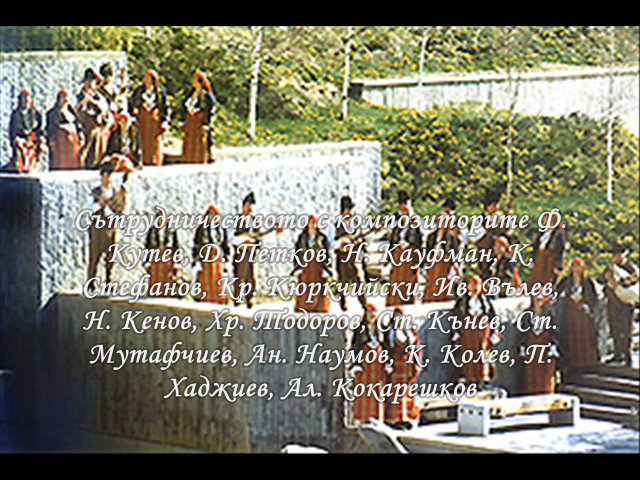 Сътрудничеството с композиторите Ф.
Кутев, Д. Петков, Н. Кауфман, К.
Стефанов, Кр. Кюркчийски, Ив. Вълев,
Н. Кенов, Хр. Тодоров, Ст. Кънев, Ст.
Мутафчиев, Ан. Наумов, К. Колев, П.
Хаджиев, Ал. Кокарешков